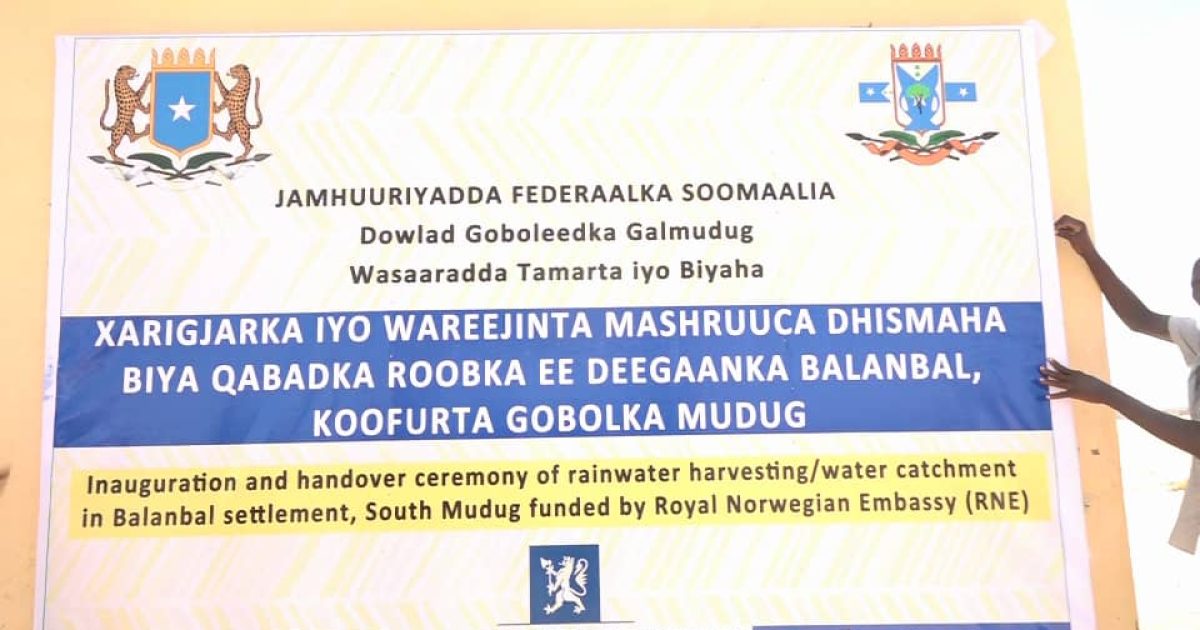 JAMHUURIYADDA FEDERAALKA SOOMAALIA
Dowlad Goboleedka Galmudug
Wasaaradda Tamarta iyo Biyaha
XARIGJARKA IYO WAREEJINTA MASHRUUCA DHISMAHA
BIYA QABADKA ROOBKA EE DEEGAANKA BALANBAL,
KOOFURTA GOBOLKA MUDUG
Inauguration and handover ceremony of rainwater harvesting/water catchment
in Balanbal settlement, South Mudug funded by Royal Norwegian Embassy (RNE)